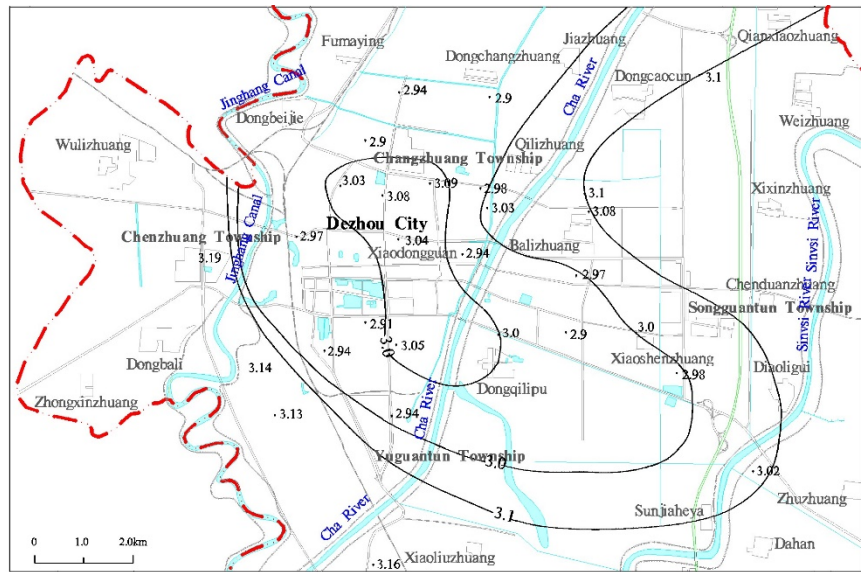 Jiazhuang
Qianxiaozhuang
Fumaying
Dongchangzhuang
3.1
Jinghang Canal
Cha River
Dongcaocun
2.94
2.9
Dongbeijie
Weizhuang
Wulizhuang
2.9
Qilizhuang
Changzhuang Township
3.03
3.08
3.09
2.98
3.1
Xixinzhuang
3.03
3.08
Dezhou City
Chenzhuang Township
2.97
3.04
Xiaodongguan
2.94
Balizhuang
3.19
Jinghang Canal
2.97
Chenduanzhuang
Sinvsi River Sinvsi River
Songguantun Township
2.91
3.0
3.05
3.0
2.9
3.0
2.94
Xiaoshenzhuang
Dongbali
3.14
2.98
Diaoligui
Dongqilipu
Zhongxinzhuang
3.13
2.94
Cha River
Yuguantun Township
3.0
3.02
Zhuzhuang
3.1
Sunjiaheya
Cha River
Dahan
0 1.0 2.0km
Xiaoliuzhuang
3.16